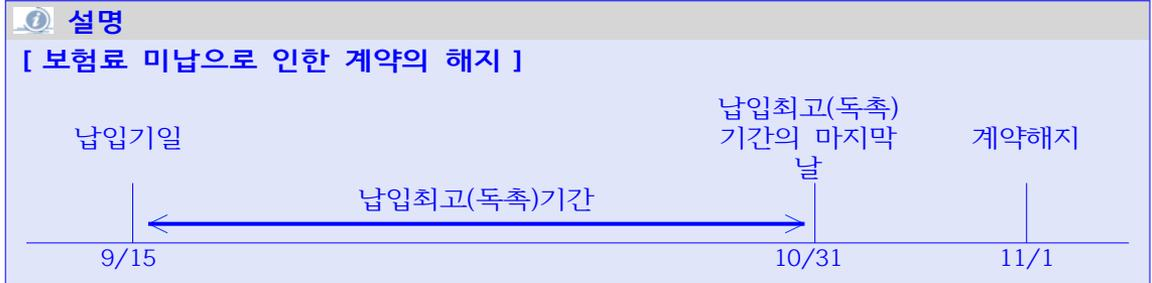 설명
[ 보험료 미납으로 인한 계약의 해지 ]
납입기일
납입최고(독촉)
기간의 마지막
날
계약해지
납입최고(독촉)기간
9/15
10/31
11/1